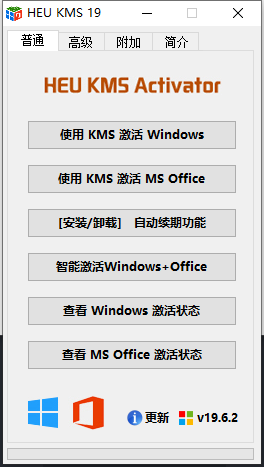 HEU KMS 19
普通 高级 附加 简介
HEU KMS Activator
使用 KMS 激活 Windows
使用 KMS 激活 MS Office
[安装/卸载] 自动续期功能
智能激活Windows+Office
查看 Windows 激活状态
查看 MS Office 激活状态
更新 v19.6.2